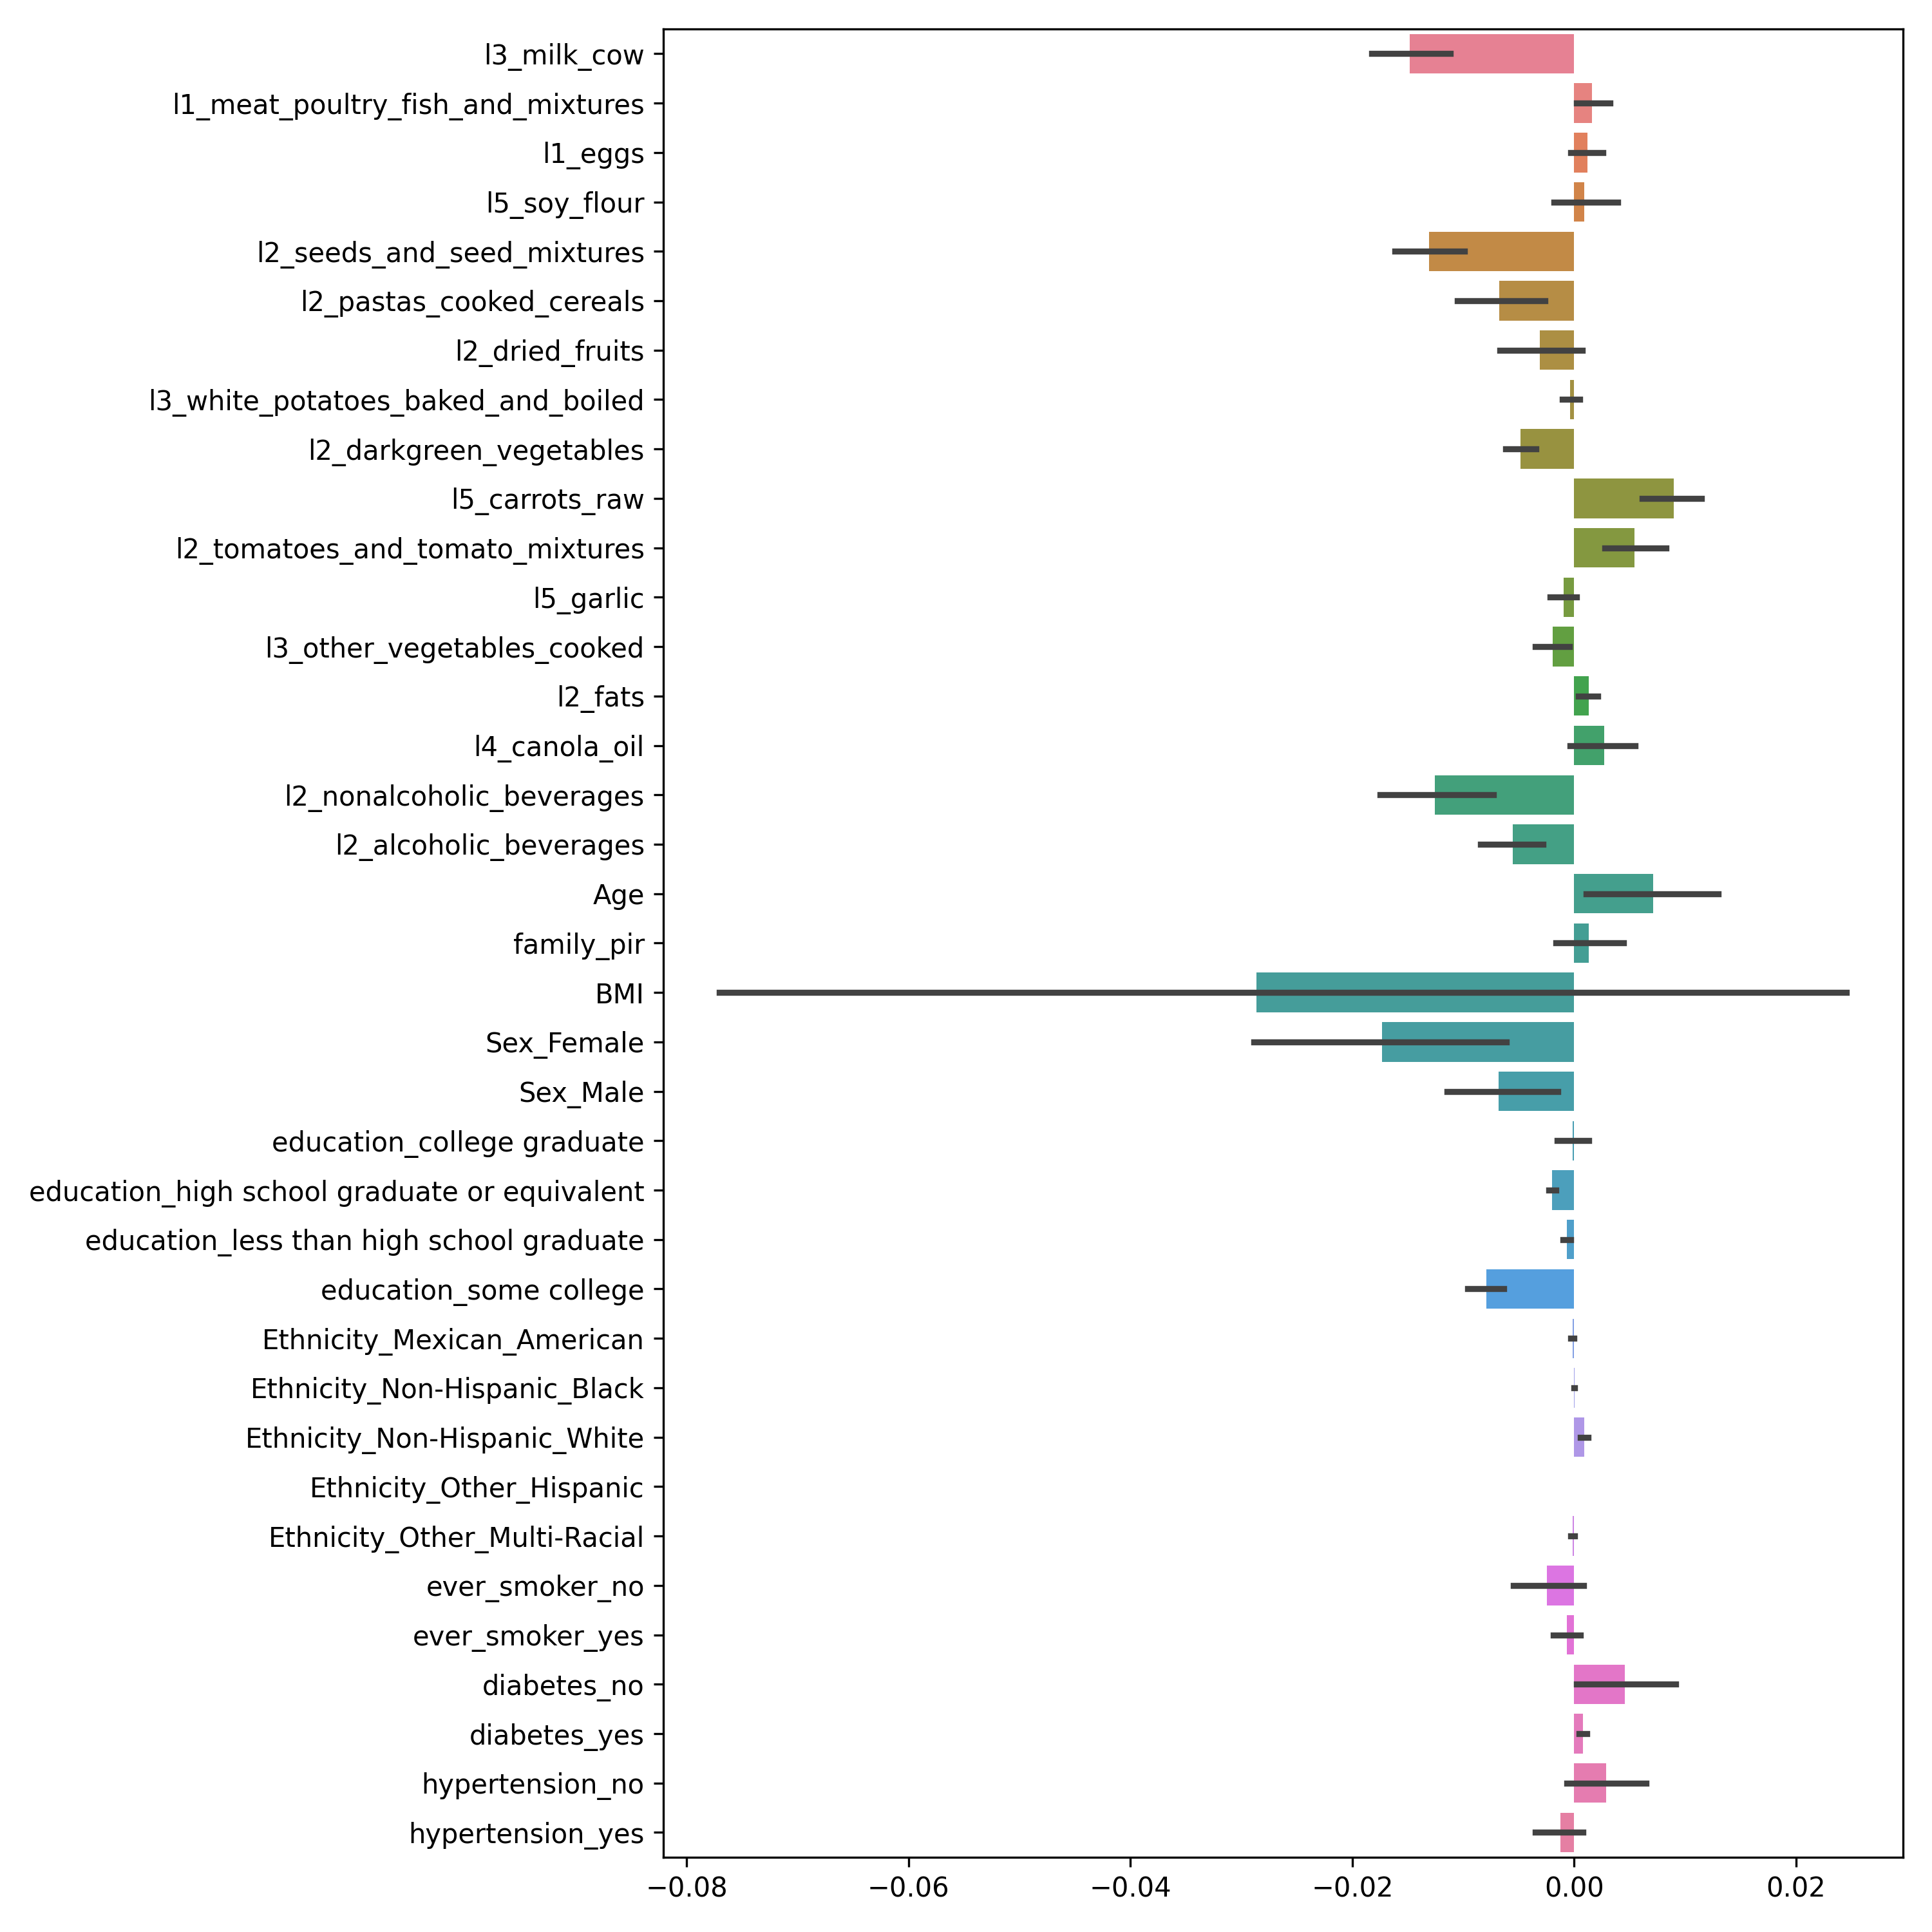 l3_milk_cow
l1_meat_poultry_fish_and_mixtures
l1_eggs
l5_soy_flour
l2_seeds_and_seed_mixtures
l2_pastas_cooked_cereals
l2_dried_fruits
l3_white_potatoes_baked_and_boiled
l2_darkgreen_vegetables
l5_carrots_raw
l2_tomatoes_and_tomato_mixtures
l5_garlic
l3_other_vegetables_cooked
l2_fats
l4_canola_oil
l2_nonalcoholic_beverages
l2_alcoholic_beverages
Age
family_pir
BMI
Sex_Female
Sex_Male
education_college graduate
education_high school graduate or equivalent
education_less than high school graduate
education_some college
Ethnicity_Mexican_American
Ethnicity_Non-Hispanic_Black
Ethnicity_Non-Hispanic_White
Ethnicity_Other_Hispanic
Ethnicity_Other_Multi-Racial
ever_smoker_no
ever_smoker_yes
diabetes_no
diabetes_yes
hypertension_no
hypertension_yes
−0.08 −0.06 −0.04 −0.02 0.00 0.02